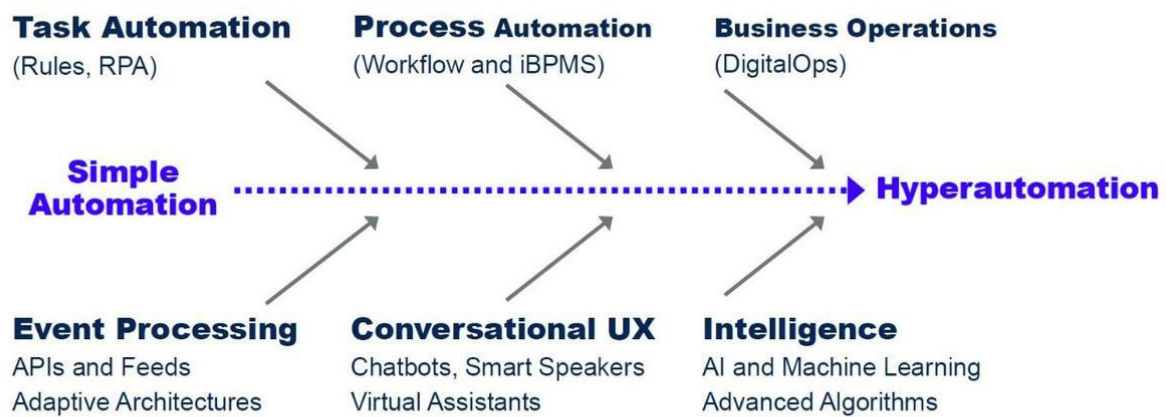 Task Automation
(Rules, RPA)
Process Automation
(Workflow and iBPMS)
Business Operations
(DigitalOps)
Simple
Automation
Hyperautomation
Event Processing
APIs and Feeds
Adaptive Architectures
Conversational UX
Chatbots, Smart Speakers
Virtual Assistants
Intelligence
AI and Machine Learning
Advanced Algorithms